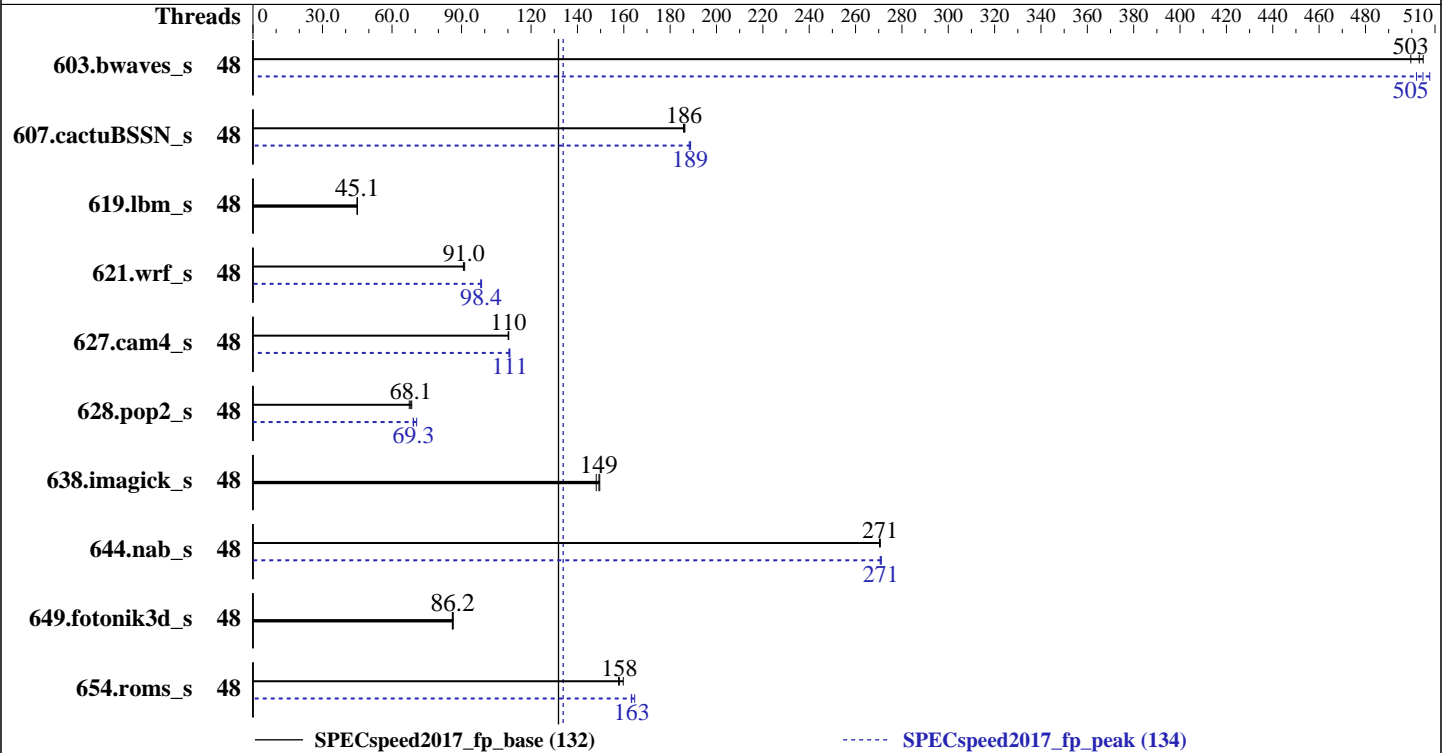 Threads 0 30.0 60.0 90.0 120 140 160 180 200 220 240 260 280 300 320 340 360 380 400 420 440 460 480 510
503
603.bwaves_s 48
505
186
607.cactuBSSN_s 48
189
45.1
619.lbm_s 48
91.0
621.wrf_s 48
98.4
110
627.cam4_s 48
111
68.1
628.pop2_s 48
69.3
149
638.imagick_s 48
271
644.nab_s 48
271
86.2
649.fotonik3d_s 48
158
654.roms_s 48
163
SPECspeed2017_fp_base (132) SPECspeed2017_fp_peak (134)